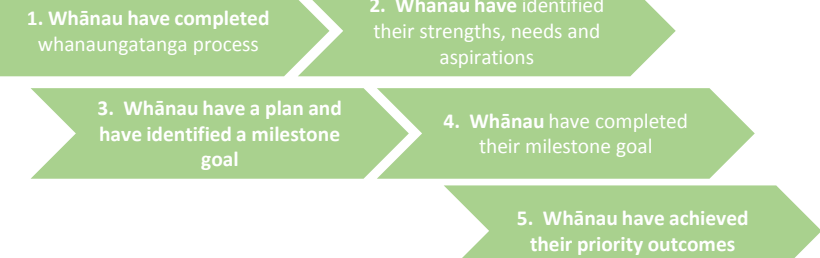 1. Whānau have completed
whanaungatanga process
2. Whānau have identified
their strengths, needs and
aspirations
3. Whānau have a plan and
have identified a milestone
goal
4. Whānau have completed
their milestone goal
5. Whānau have achieved
their priority outcomes